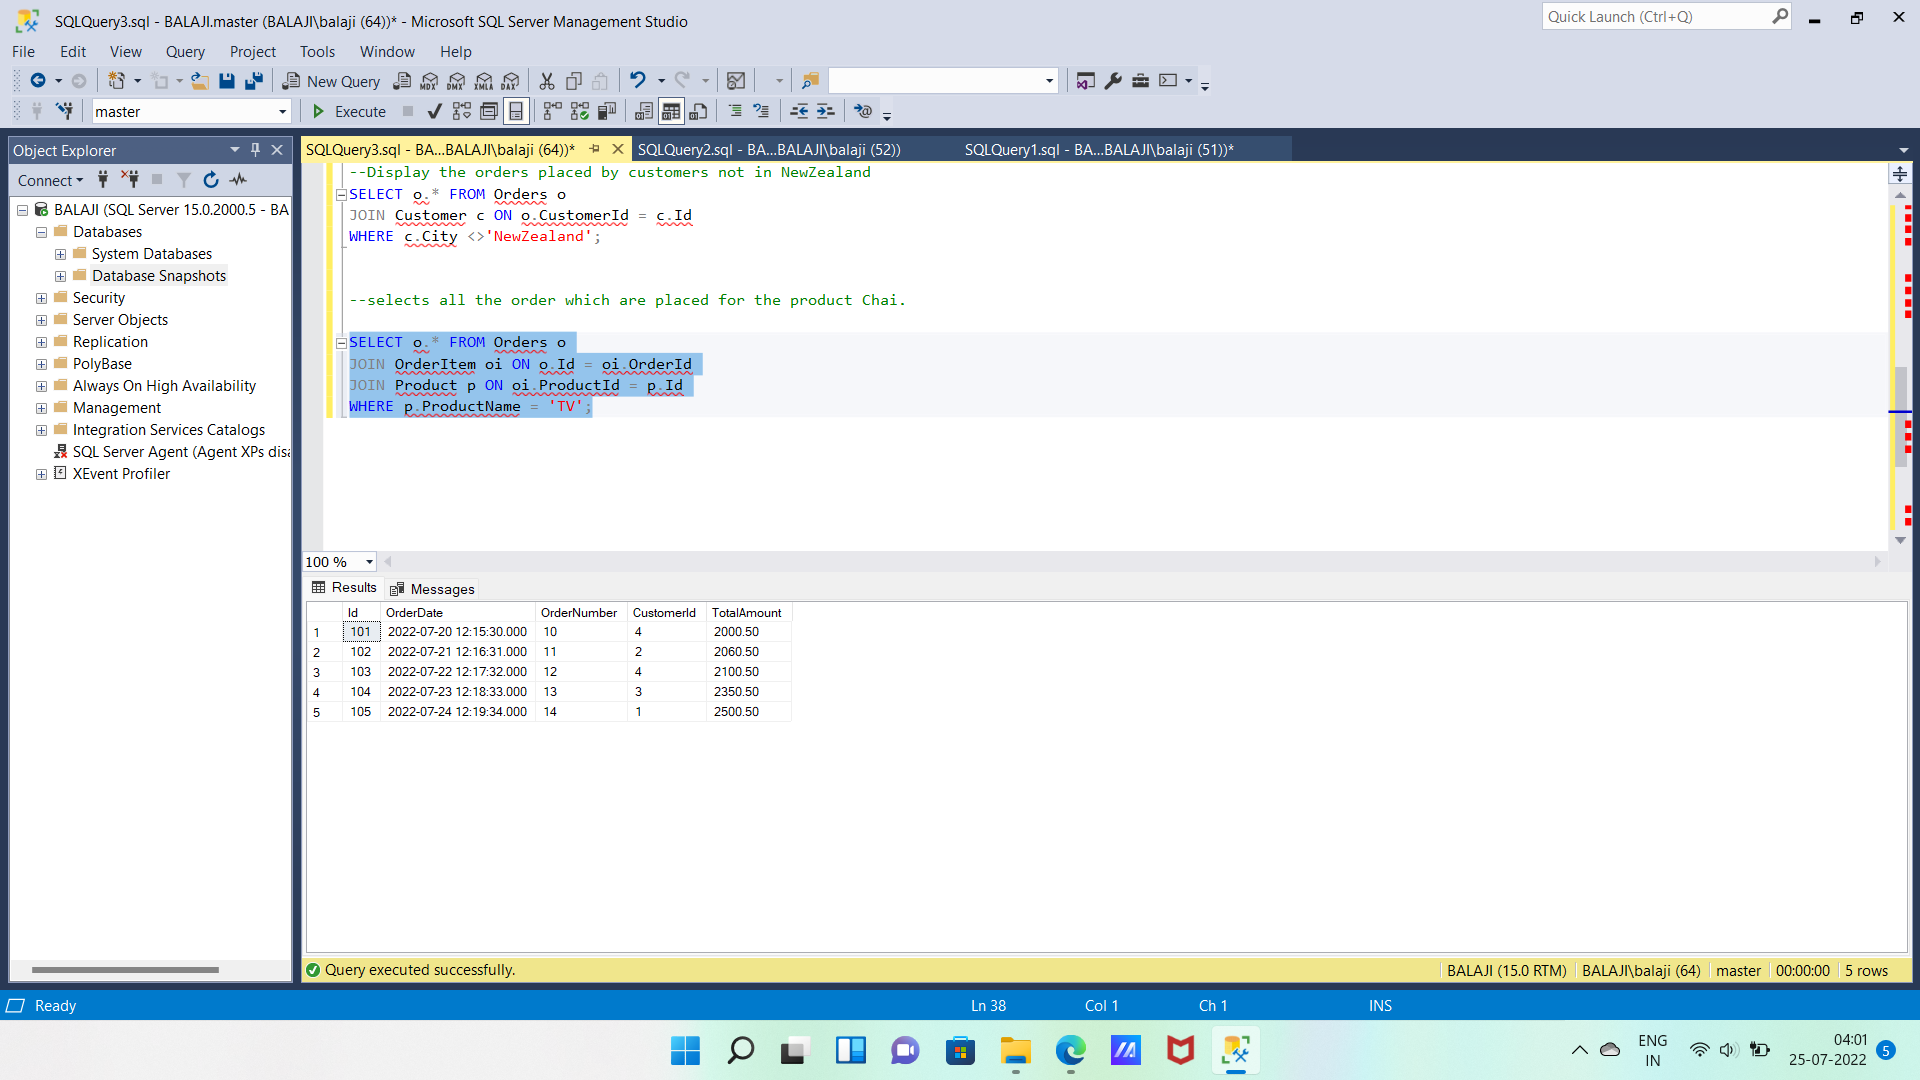 SQLQuery3.sql - BALAJI.master (BALAJI\balaji (64))* - Microsoft SQL Server Management Studio
Quick Launch (Ctrl+Q)
File Edit View Query Project Tools Window Help
New Query MDX DMX XMLA DAX
master Execute
Object Explorer
SQLQuery3.sql - BA...BALAJI\balaji (64))* SQLQuery2.sql - BA...BALAJI\balaji (52)) SQLQuery1.sql - BA...BALAJI\balaji (51))*
Connect
BALAJI (SQL Server 15.0.2000.5 - BA
Databases
System Databases
Database Snapshots
Security
Server Objects
Replication
PolyBase
Always On High Availability
Management
Integration Services Catalogs
SQL Server Agent (Agent XPs disa
XEvent Profiler
--Display the orders placed by customers not in NewZealand
SELECT o.* FROM Orders o
JOIN Customer c ON o.CustomerId = c.Id
WHERE c.City <>'NewZealand';
--selects all the order which are placed for the product Chai.
SELECT o.* FROM Orders o
JOIN OrderItem oi ON o.Id = oi.OrderId
JOIN Product p ON oi.ProductId = p.Id
WHERE p.ProductName = 'TV';
100 %
Results Messages
Id OrderDate OrderNumber CustomerId TotalAmount
1 101 2022-07-20 12:15:30.000 10 4 2000.50
2 102 2022-07-21 12:16:31.000 11 2 2060.50
3 103 2022-07-22 12:17:32.000 12 4 2100.50
4 104 2022-07-23 12:18:33.000 13 3 2350.50
5 105 2022-07-24 12:19:34.000 14 1 2500.50
Query executed successfully.
BALAJI (15.0 RTM) BALAJI\balaji (64) master 00:00:00 5 rows
Ready Ln 38 Col 1 Ch 1 INS
ENG
IN
04:01
25-07-2022
5